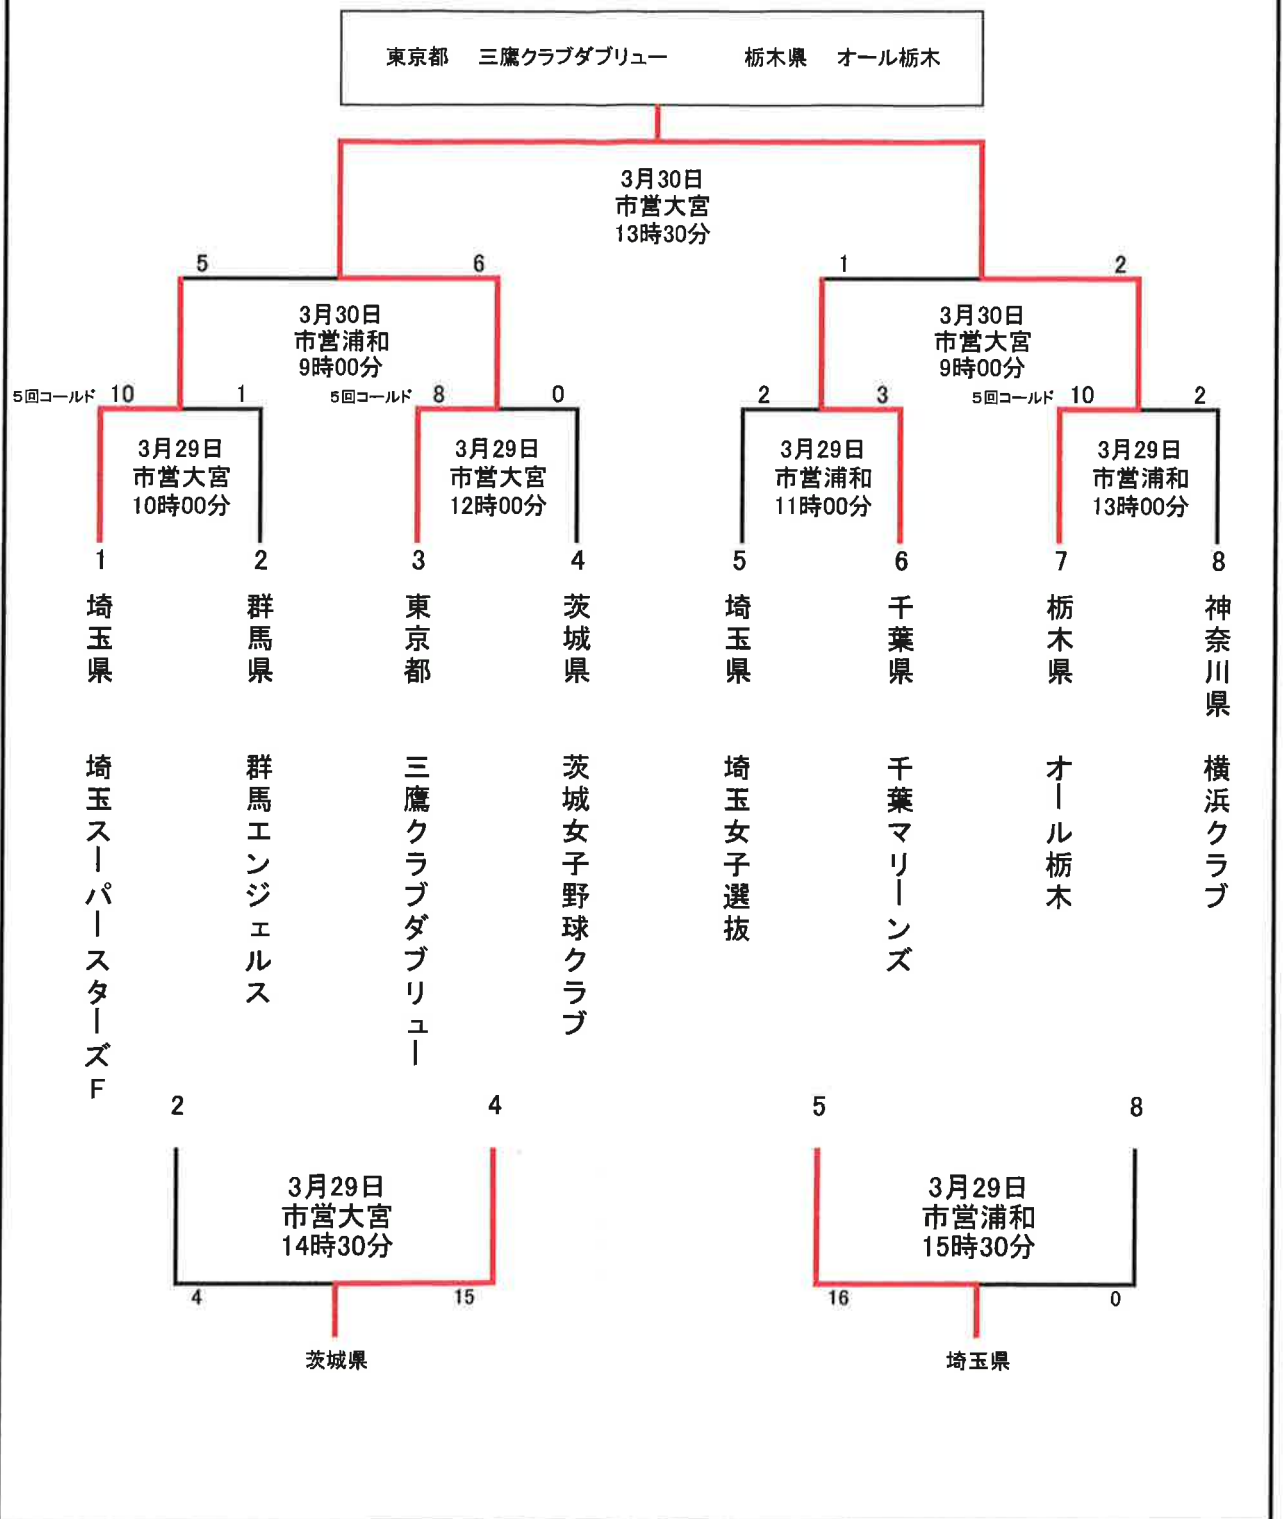 東京都 三鷹クラブダブリュー 栃木県 オール栃木
3月30日
市営大宮
13時30分
5 6 1 2
3月30日
市営浦和
9時00分
3月30日
市営大宮
9時00分
5回コールド 10 1 5回コールド 8 0 2 3 5回コールド 10 2
3月29日
市営大宮
10時00分
3月29日
市営大宮
12時00分
3月29日
市営浦和
11時00分
3月29日
市営浦和
13時00分
1 2 3 4 5 6 7 8
埼玉県 埼玉スーパースターズF
群馬県 群馬エンジェルス
東京都 三鷹クラブダブリュー
茨城県 茨城女子野球クラブ
埼玉県 埼玉女子選抜
千葉県 千葉マリーンズ
栃木県 オール栃木
神奈川県 横浜クラブ
2 4 5 8
3月29日
市営大宮
14時30分
3月29日
市営浦和
15時30分
4 15 16 0
茨城県 埼玉県